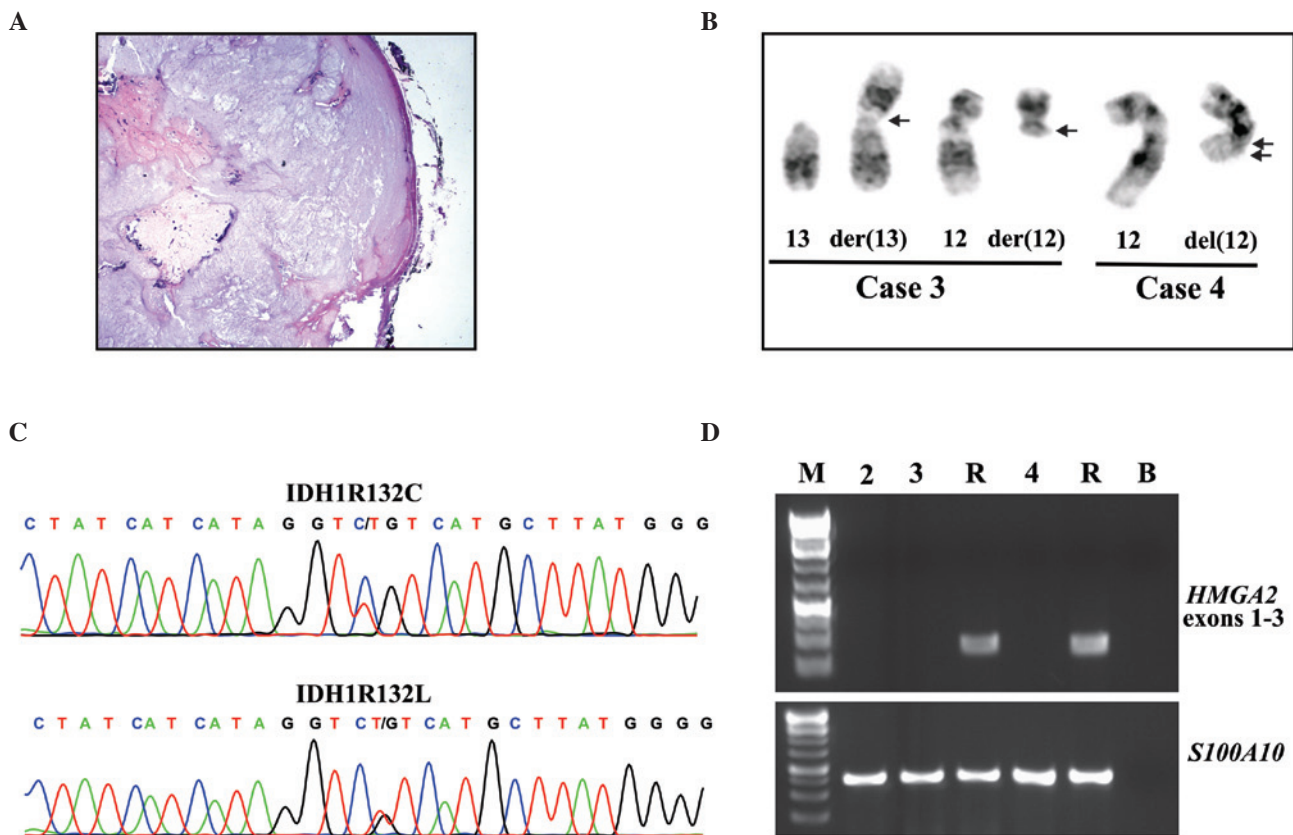 A
B
13 der(13) 12 der(12) 12 del(12)
Case 3 Case 4
C
IDH1R132C
C T A T C A T C A T A G G T C/T G T C A T G C T T A T G G G
IDH1R132L
C T A T C A T C A T A G G T C T/G T C A T G C T T A T G G G G
D
M 2 3 R 4 R B
HMGA2
exons 1-3
S100A10